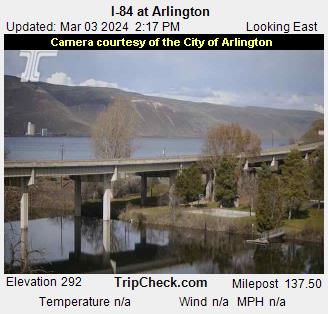 I-84 at Arlington
Updated: Mar 03 2024 2:17 PM Looking East
Camera courtesy of the City of Arlington
Elevation 292 TripCheck.com Milepost 137.50
Temperature n/a Wind n/a MPH n/a